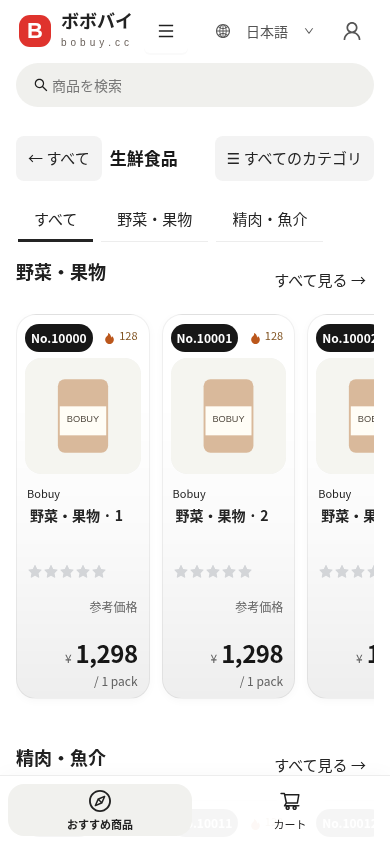 B ボボバイ
bobuy.cc
日本語
商品を検索
← すべて 生鮮食品 ☰ すべてのカテゴリ
すべて 野菜・果物 精肉・魚介
野菜・果物 すべて見る →
No.10000 128 No.10001 128 No.10002
BOBUY BOBUY
Bobuy Bobuy Bobuy
野菜・果物・1 野菜・果物・2 野菜・果
参考価格 参考価格
¥ 1,298 ¥ 1,298 ¥
/ 1 pack / 1 pack
精肉・魚介 すべて見る →
おすすめ商品 カート